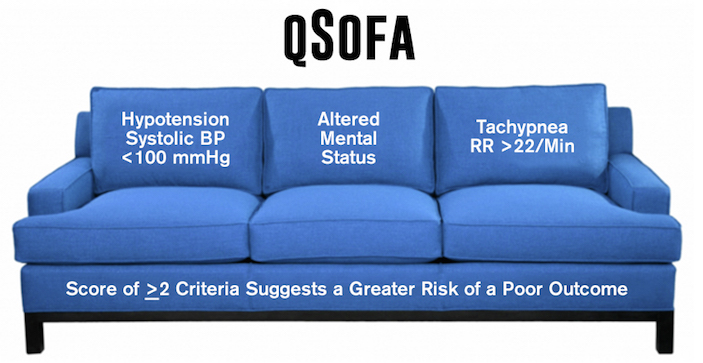 qSOFA
Hypotension
Systolic BP
<100 mmHg
Altered
Mental
Status
Tachypnea
RR >22/Min
Score of ≥2 Criteria Suggests a Greater Risk of a Poor Outcome